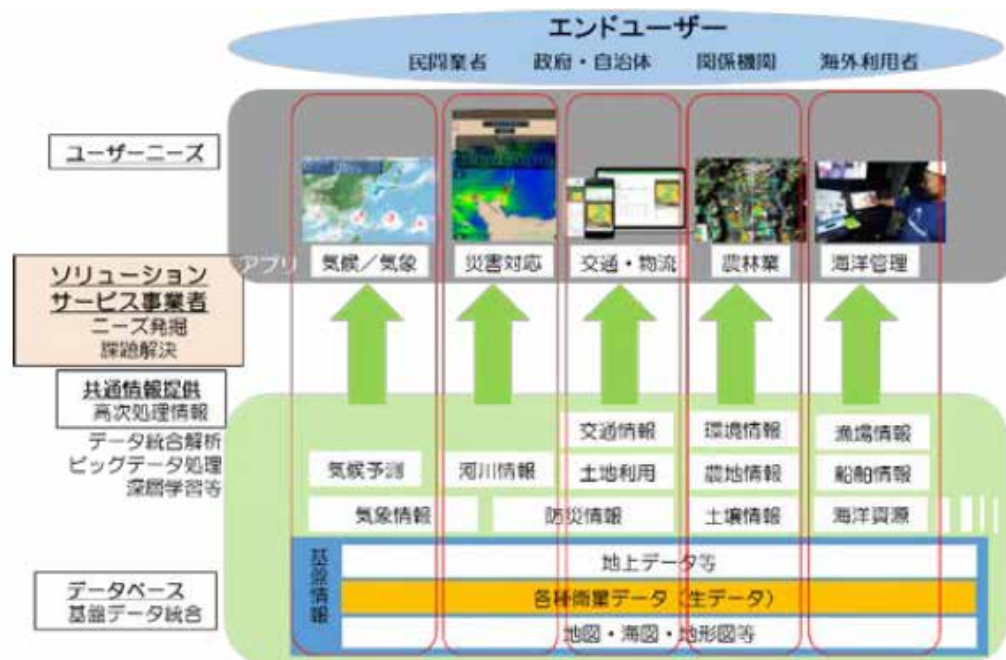 エンドユーザー
民間業者 政府・自治体 関係機関 海外利用者
ユーザーニーズ
アプリ 気候／気象 災害対応 交通・物流 農林業 海洋管理
ソリューション
サービス事業者
ニーズ発掘
課題解決
共通情報提供
高次処理情報
データ統合解析
ビッグデータ処理
深層学習等
交通情報 環境情報 漁場情報
気候予測 河川情報 土地利用 農地情報 船舶情報
気象情報 防災情報 土壌情報 海洋資源
データベース
基盤データ統合
基盤情報
地上データ等
各種衛星データ（生データ）
地図・海図・地形図等